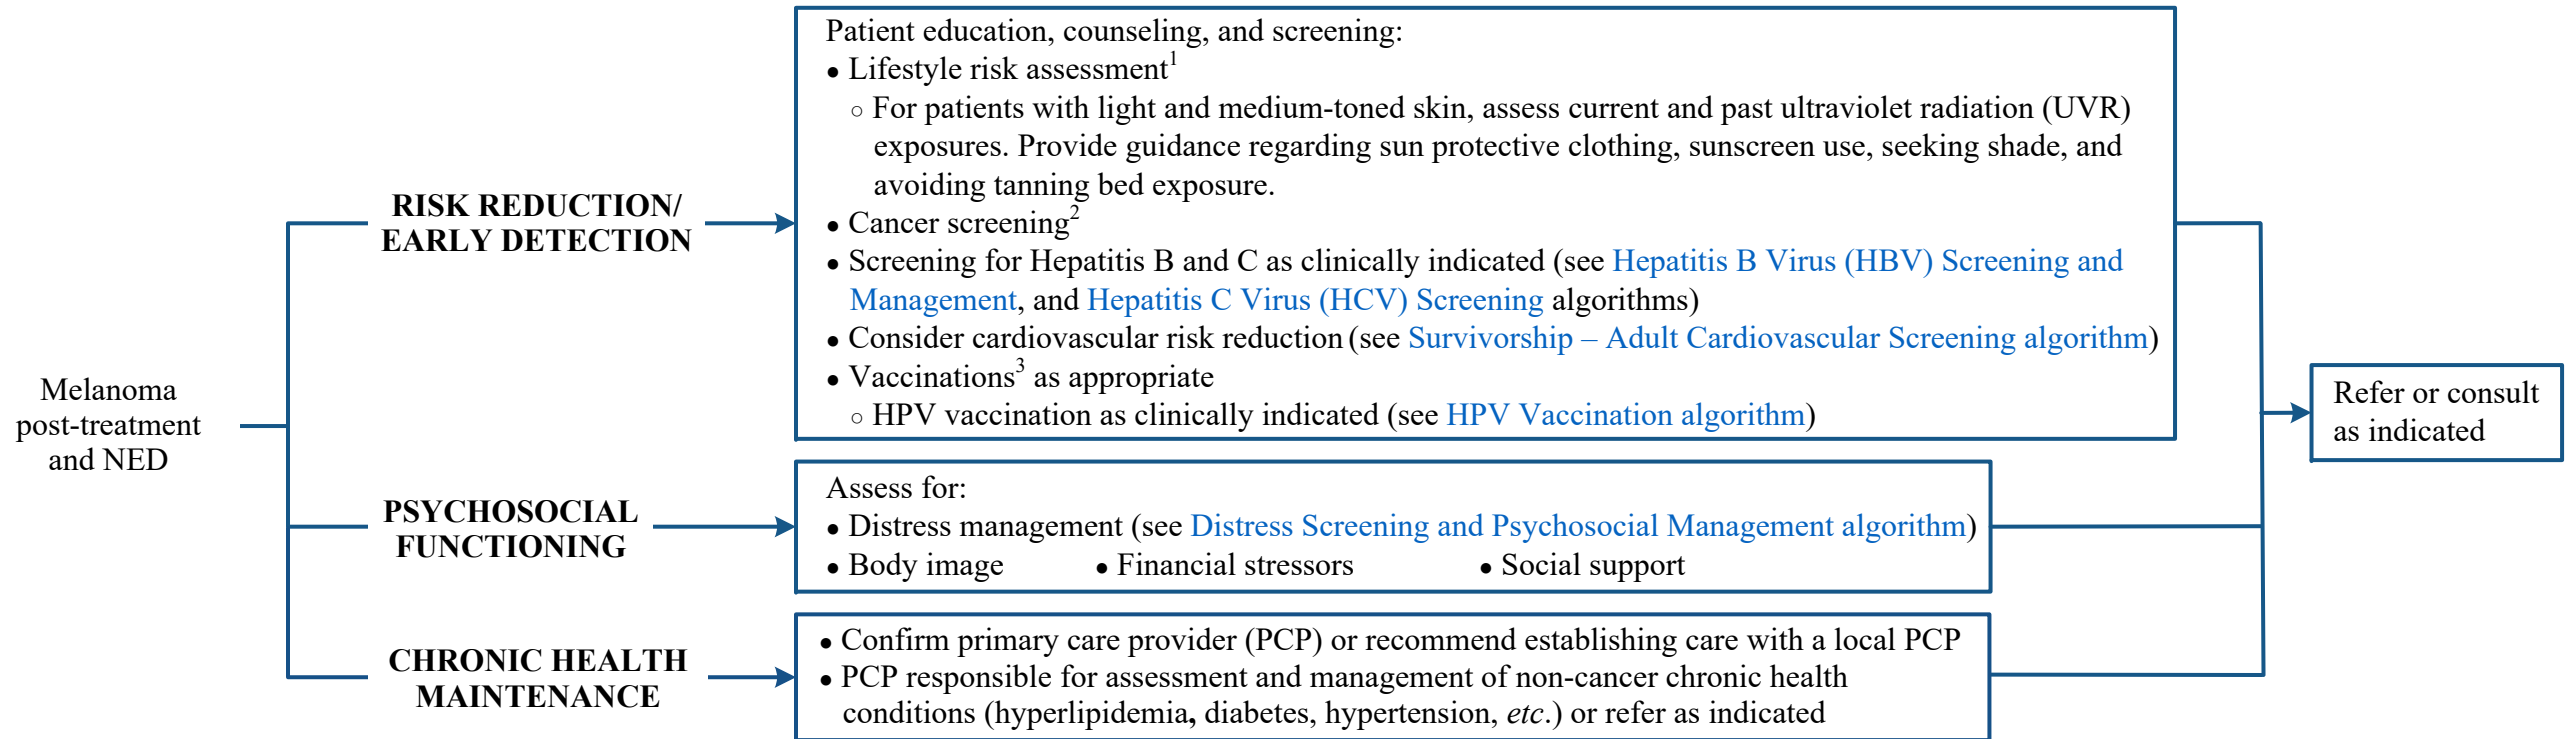 Melanoma
post-treatment
and NED
RISK REDUCTION/
EARLY DETECTION
Patient education, counseling, and screening:
● Lifestyle risk assessment¹
○ For patients with light and medium-toned skin, assess current and past ultraviolet radiation (UVR)
exposures. Provide guidance regarding sun protective clothing, sunscreen use, seeking shade, and
avoiding tanning bed exposure.
● Cancer screening²
● Screening for Hepatitis B and C as clinically indicated (see Hepatitis B Virus (HBV) Screening and
Management, and Hepatitis C Virus (HCV) Screening algorithms)
● Consider cardiovascular risk reduction (see Survivorship – Adult Cardiovascular Screening algorithm)
● Vaccinations³ as appropriate
○ HPV vaccination as clinically indicated (see HPV Vaccination algorithm)
PSYCHOSOCIAL
FUNCTIONING
Assess for:
● Distress management (see Distress Screening and Psychosocial Management algorithm)
● Body image ● Financial stressors ● Social support
CHRONIC HEALTH
MAINTENANCE
● Confirm primary care provider (PCP) or recommend establishing care with a local PCP
● PCP responsible for assessment and management of non-cancer chronic health
conditions (hyperlipidemia, diabetes, hypertension, etc.) or refer as indicated
Refer or consult
as indicated